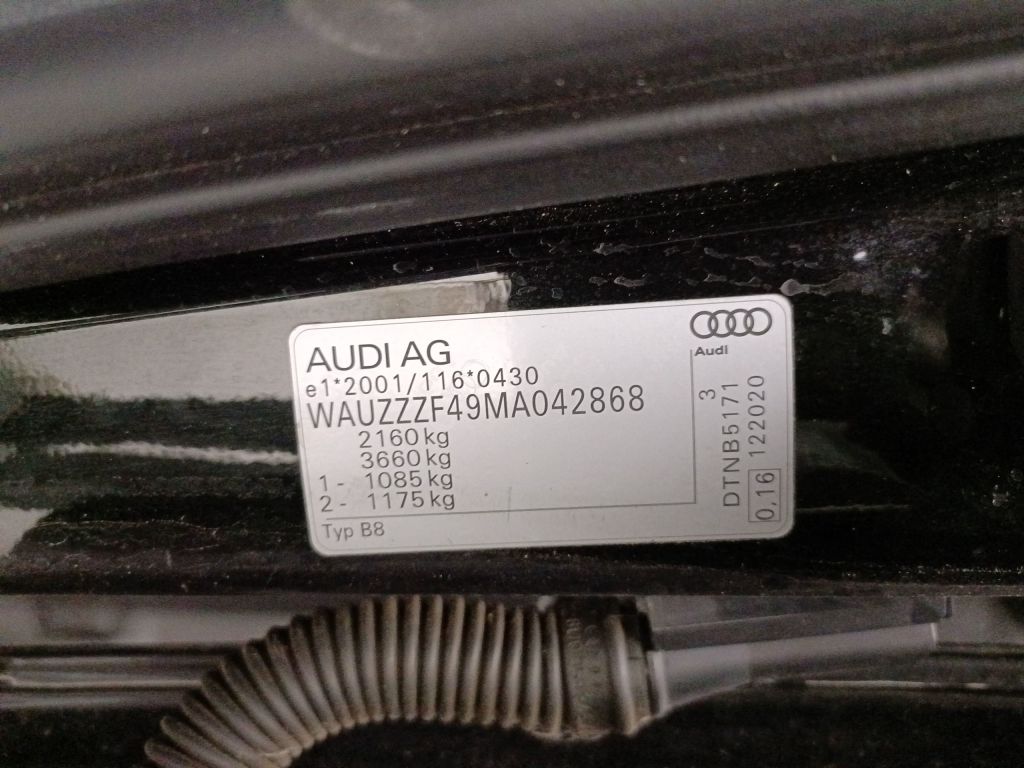 AUDI AG
e1*2001/116*0430
WAUZZZF49MA042868
2160 kg
3660 kg
1 - 1085 kg
2 - 1175 kg
Typ B8
Audi
3
DTNB5171
122020
0,16